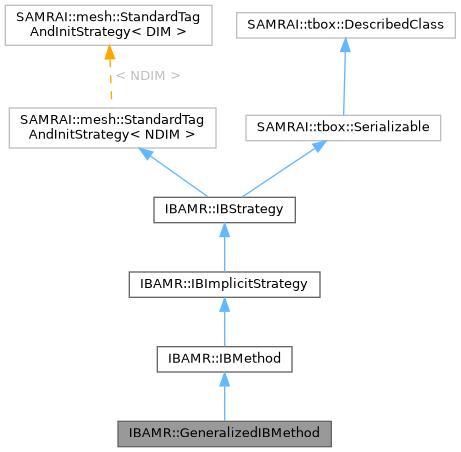 SAMRAI::mesh::StandardTag
AndInitStrategy< DIM >
SAMRAI::tbox::DescribedClass
< NDIM >
SAMRAI::mesh::StandardTag
AndInitStrategy< NDIM >
SAMRAI::tbox::Serializable
IBAMR::IBStrategy
IBAMR::IBImplicitStrategy
IBAMR::IBMethod
IBAMR::GeneralizedIBMethod